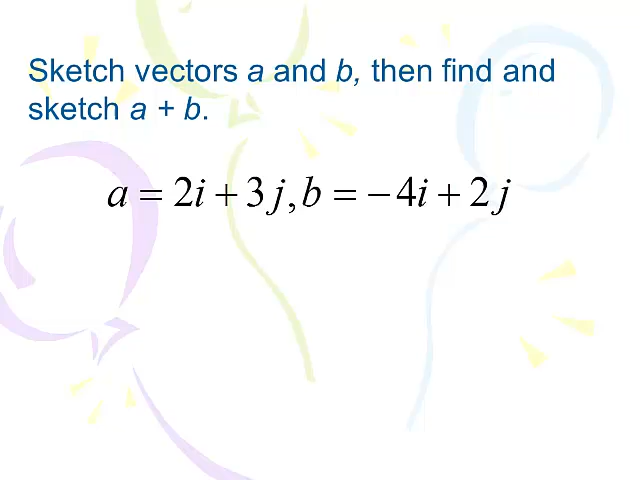 Sketch vectors a and b, then find and
sketch a + b.
a = 2i + 3j, b = −4i + 2j